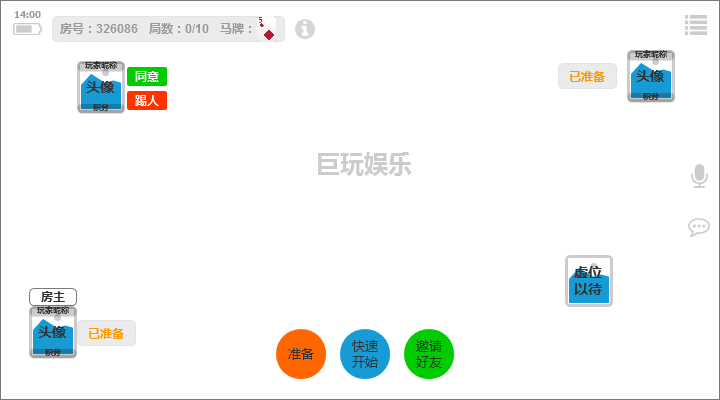 14:00
房号：326086 局数：0/10 马牌：
5
玩家昵称
头像
积分
同意
踢人
已准备
玩家昵称
头像
积分
巨玩娱乐
虚位
以待
房主
玩家昵称
头像
积分
已准备
准备
快速
开始
邀请
好友